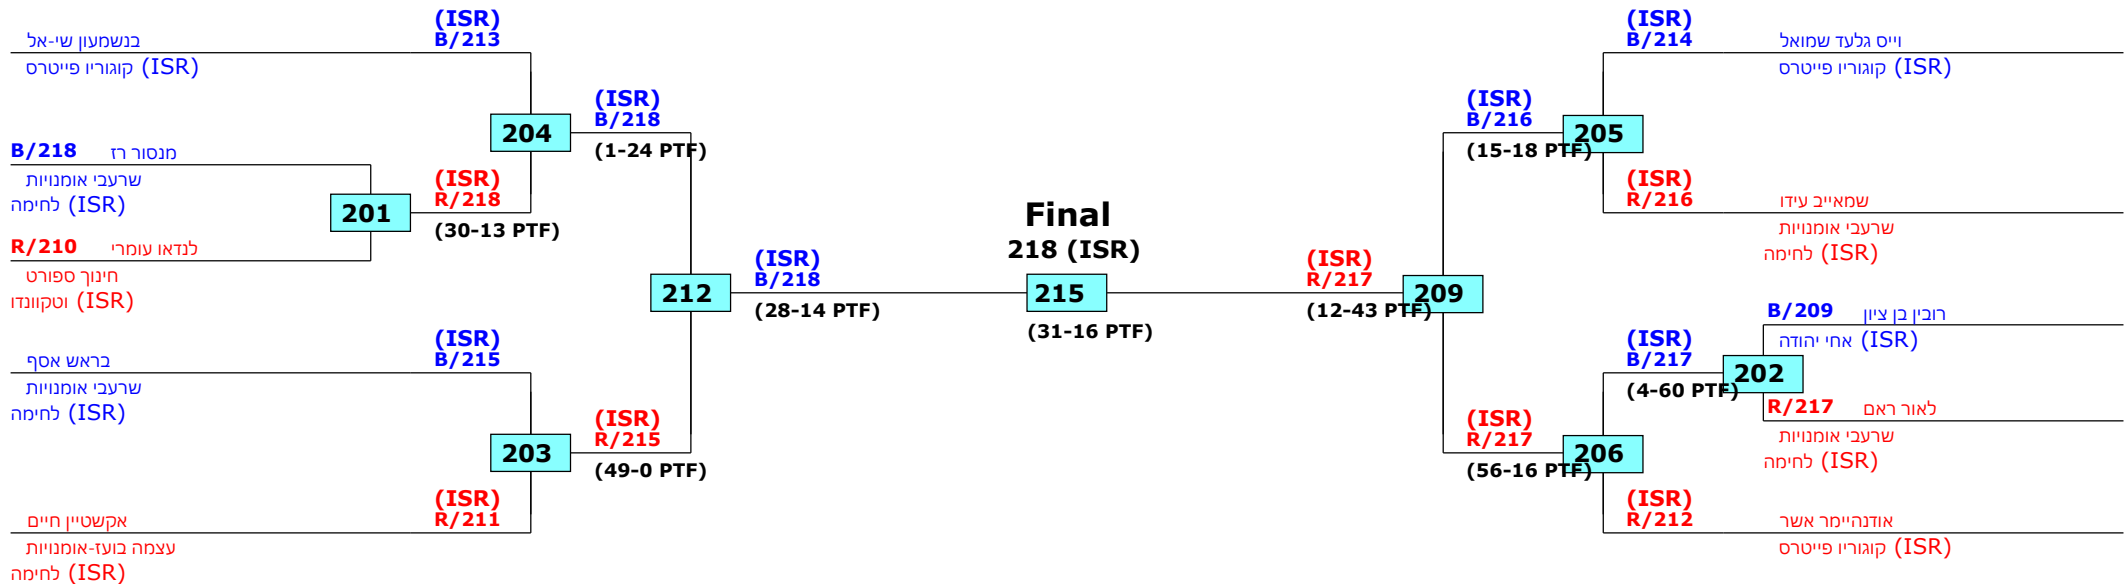 (ISR)
B/213
בנשמעון שי-אל
קוגוריו פייטרס (ISR)
(ISR)
B/218
204
(1-24 PTF)
B/218 מנסור רז
שרעבי אומנויות
לחימה (ISR)
(ISR)
R/218
201
(30-13 PTF)
R/210 לנדאו עומרי
חינוך ספורט
וטקוונדו (ISR)
(ISR)
B/218
212
(28-14 PTF)
(ISR)
B/215
בראש אסף
שרעבי אומנויות
לחימה (ISR)
(ISR)
R/215
203
(49-0 PTF)
(ISR)
R/211
אקשטיין חיים
עצמה בועז-אומנויות
לחימה (ISR)
Final
218 (ISR)
215
(31-16 PTF)
(ISR)
B/214
וייס גלעד שמואל
קוגוריו פייטרס (ISR)
(ISR)
B/216
205
(15-18 PTF)
(ISR)
R/216
שמאייב עידו
שרעבי אומנויות
לחימה (ISR)
(ISR)
R/217
209
(12-43 PTF)
B/209 רובין בן ציון
אחי יהודה (ISR)
(ISR)
B/217
202
(4-60 PTF)
R/217 לאור ראם
שרעבי אומנויות
לחימה (ISR)
(ISR)
R/217
206
(56-16 PTF)
(ISR)
R/212
אודנהיימר אשר
קוגוריו פייטרס (ISR)